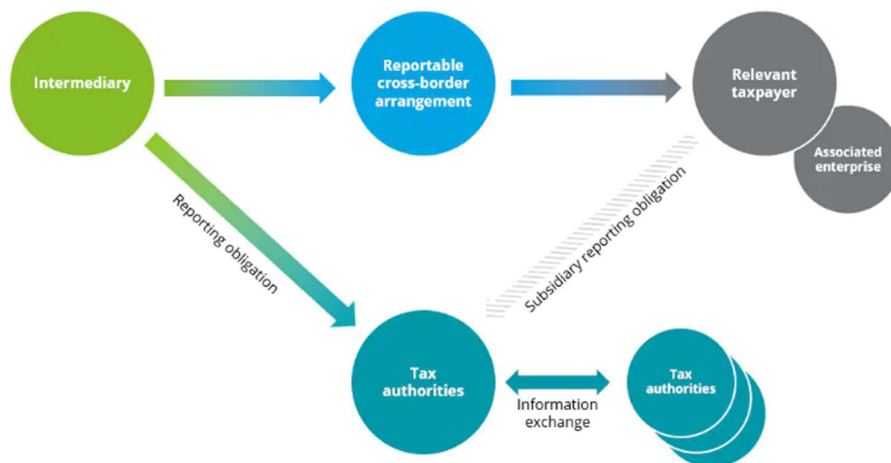 Intermediary
Reportable
cross-border
arrangement
Relevant
taxpayer
Associated
enterprise
Reporting obligation
Subsidiary reporting obligation
Tax
authorities
Information
exchange
Tax
authorities